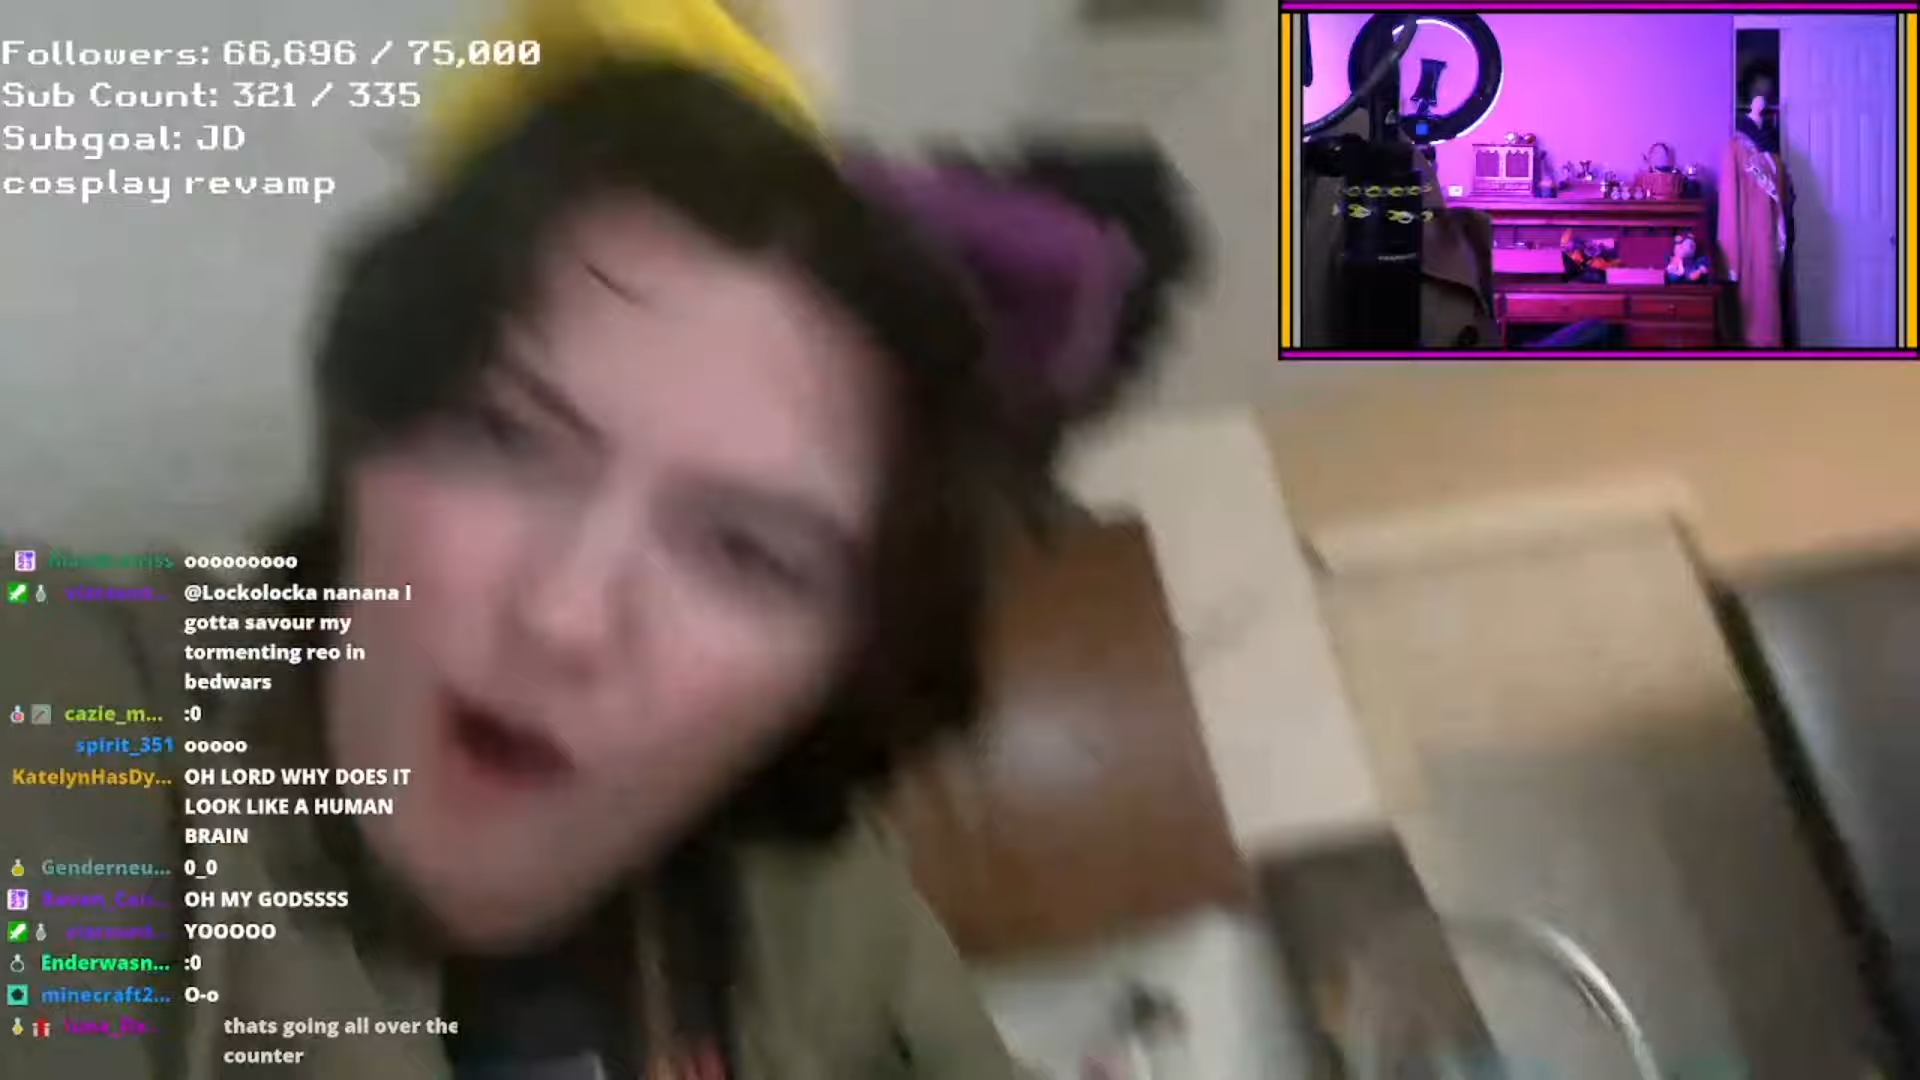 Followers: 66,696 / 75,000
Sub Count: 321 / 335
Subgoal: JD
cosplay revamp
ooooooooo
@Lockolocka nanana I
gotta savour my
tormenting reo in
bedwars
cazie_m... :0
spirit_351 ooooo
KatelynHasDy... OH LORD WHY DOES IT
LOOK LIKE A HUMAN
BRAIN
Genderneu... 0_0
OH MY GODSSSS
YOOOOO
Enderwasn... :0
minecraft2... O-o
thats going all over the
counter